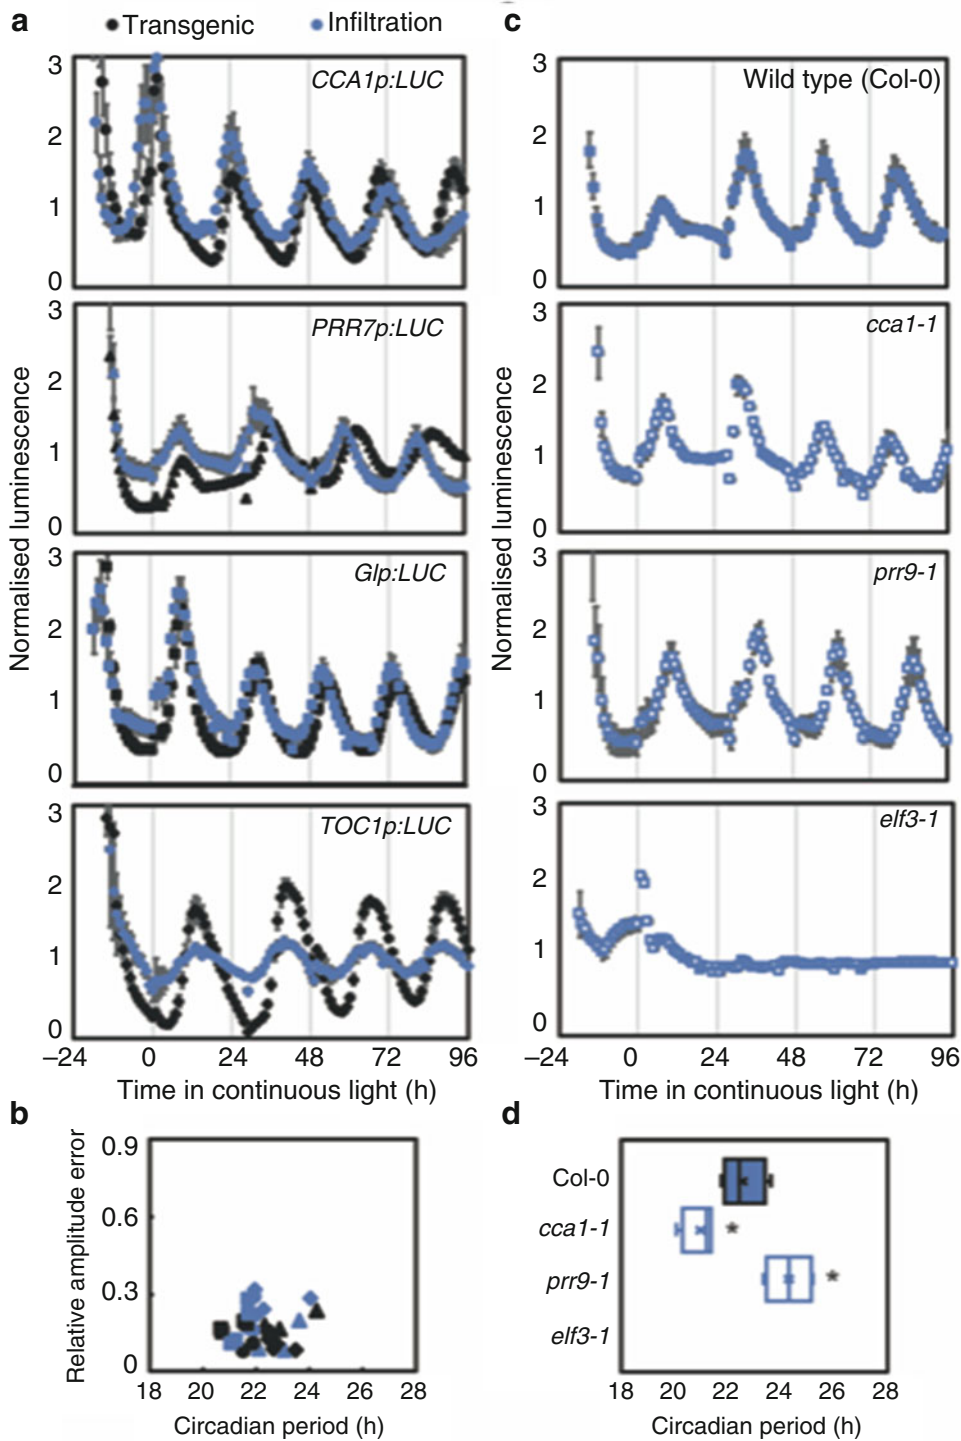 a
Transgenic
Infiltration
c
Normalised luminescence
3
2
1
0
CCA1p:LUC
3
2
1
0
PRR7p:LUC
3
2
1
0
GIp:LUC
3
2
1
0
TOC1p:LUC
–24 0 24 48 72 96
Time in continuous light (h)
Normalised luminescence
3
2
1
0
Wild type (Col-0)
3
2
1
0
cca1-1
3
2
1
0
prr9-1
3
2
1
0
elf3-1
–24 0 24 48 72 96
Time in continuous light (h)
b
Relative amplitude error
0.9
0.6
0.3
0
18 20 22 24 26 28
Circadian period (h)
d
Col-0
cca1-1
*
prr9-1
*
elf3-1
18 20 22 24 26 28
Circadian period (h)